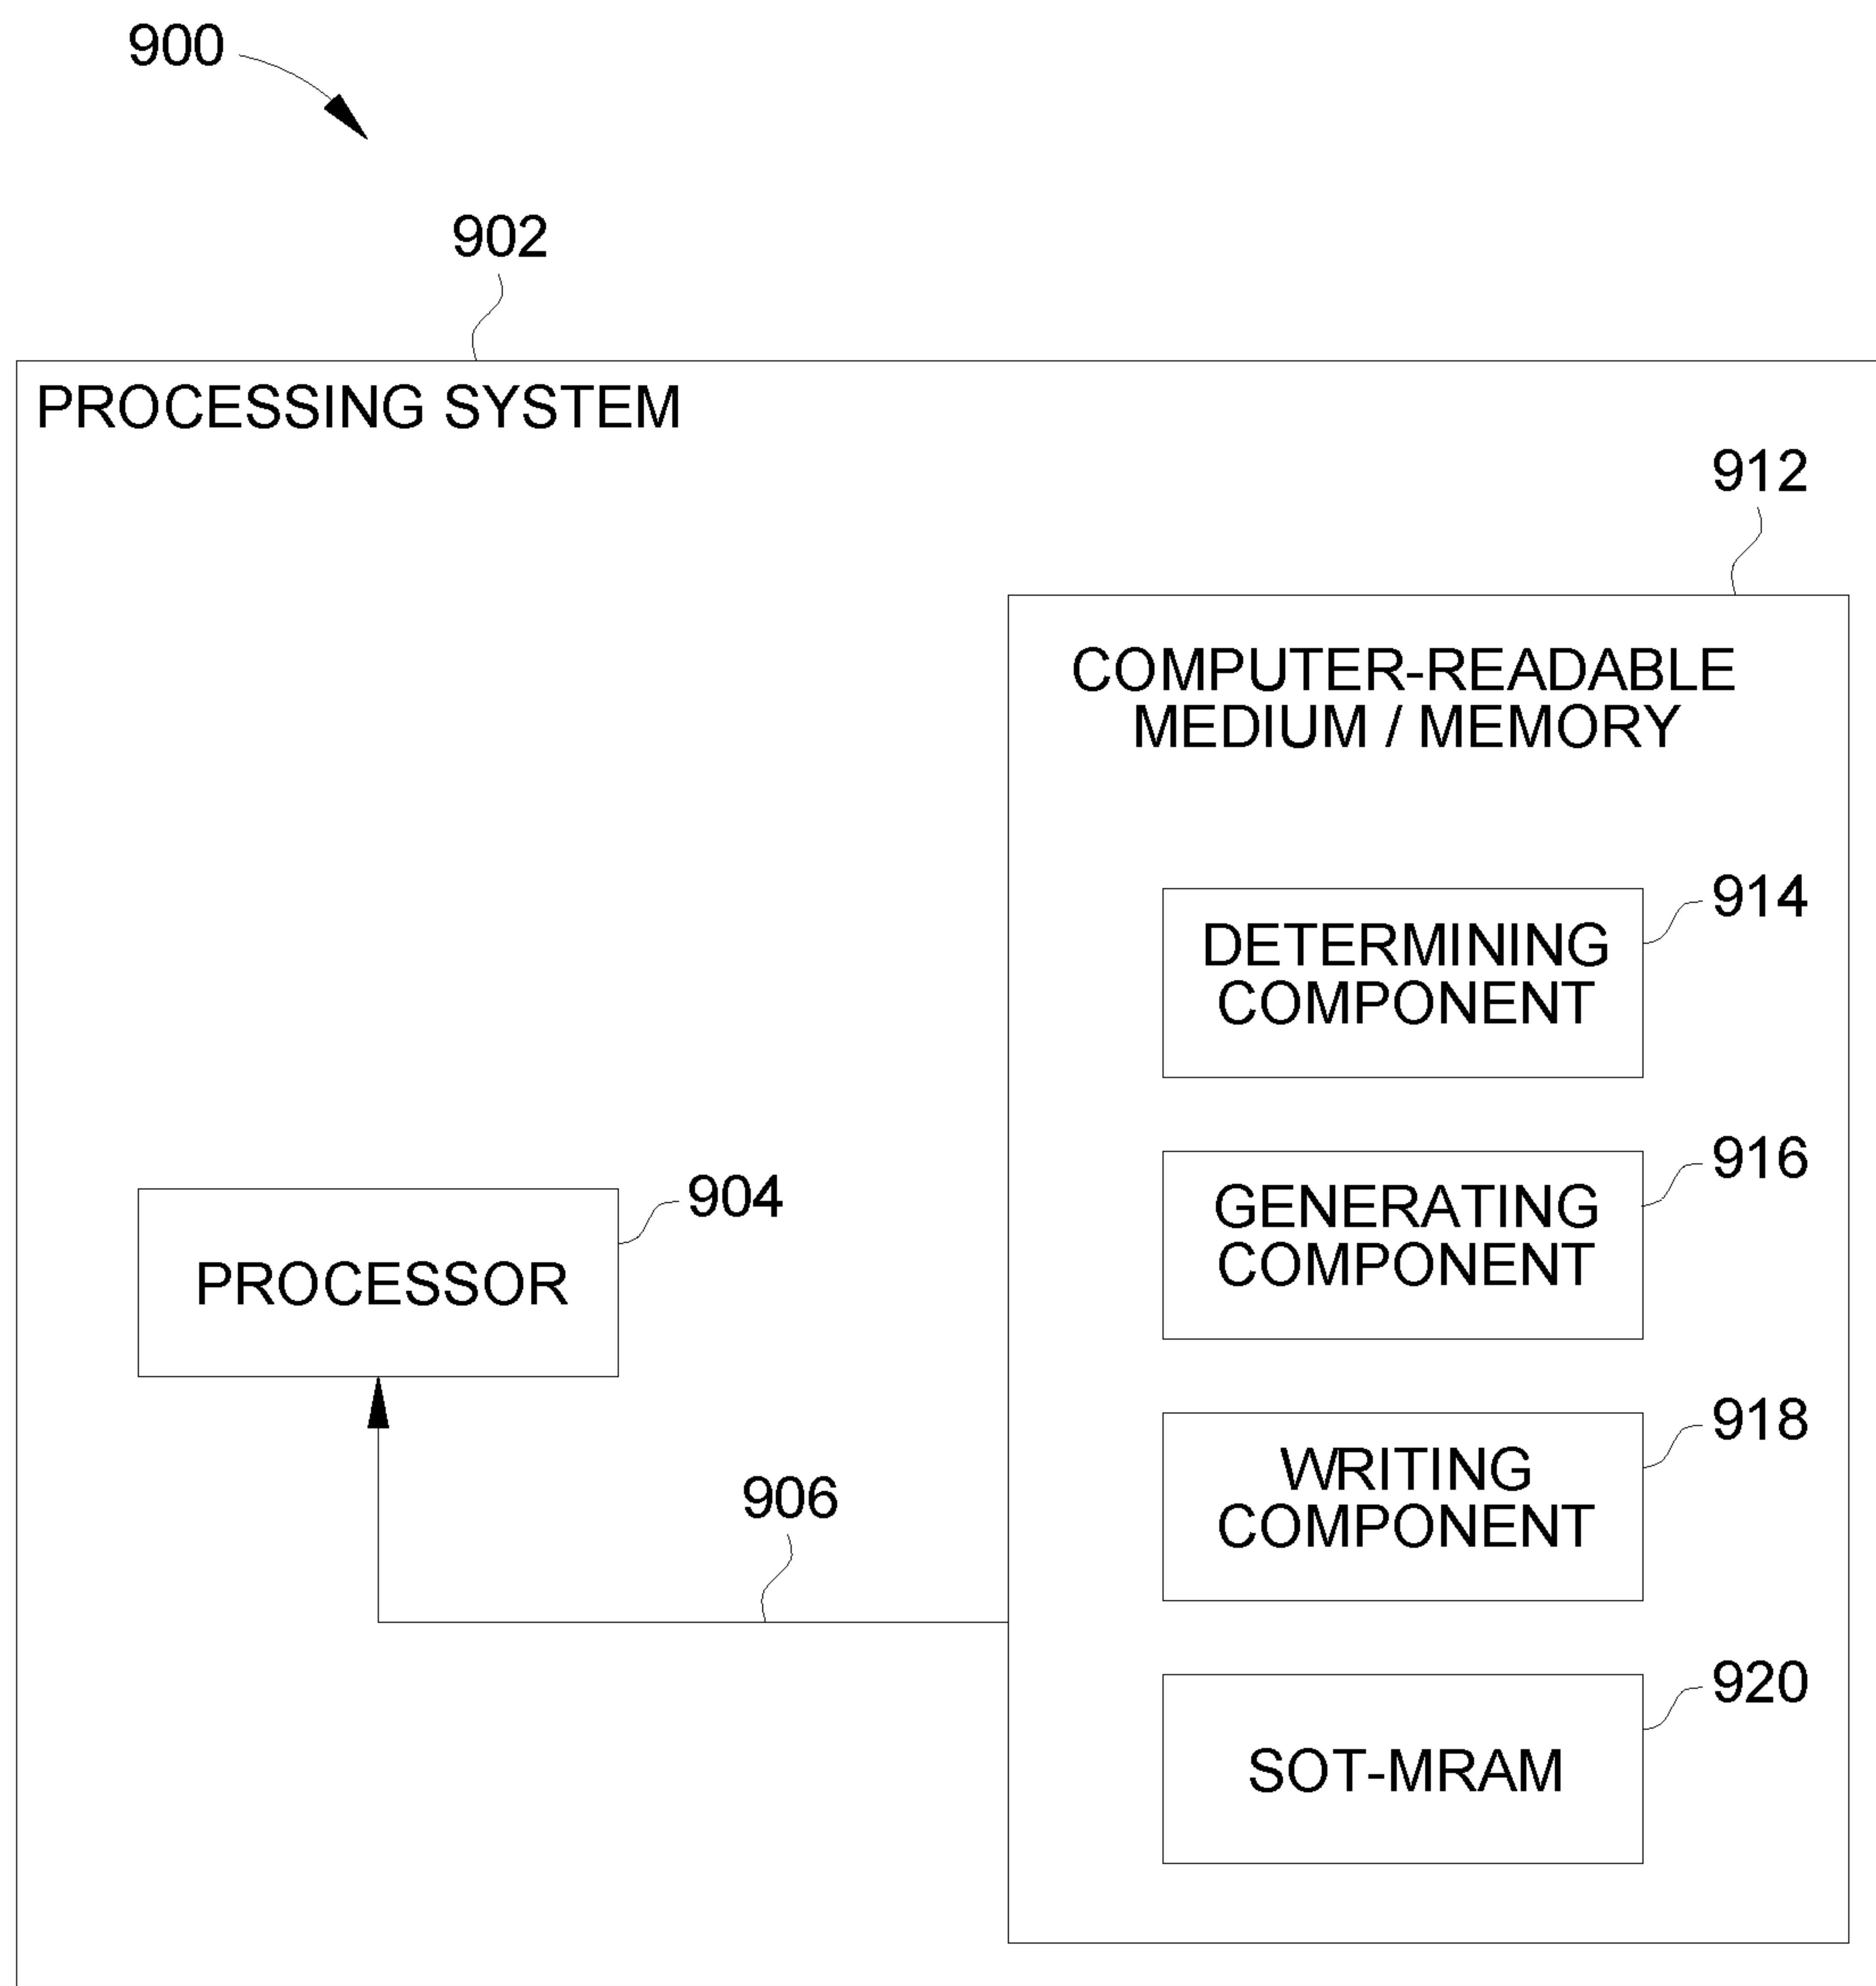 900
902
PROCESSING SYSTEM
912
COMPUTER-READABLE
MEDIUM / MEMORY
914
DETERMINING
COMPONENT
916
GENERATING
COMPONENT
904
PROCESSOR
918
WRITING
COMPONENT
906
920
SOT-MRAM